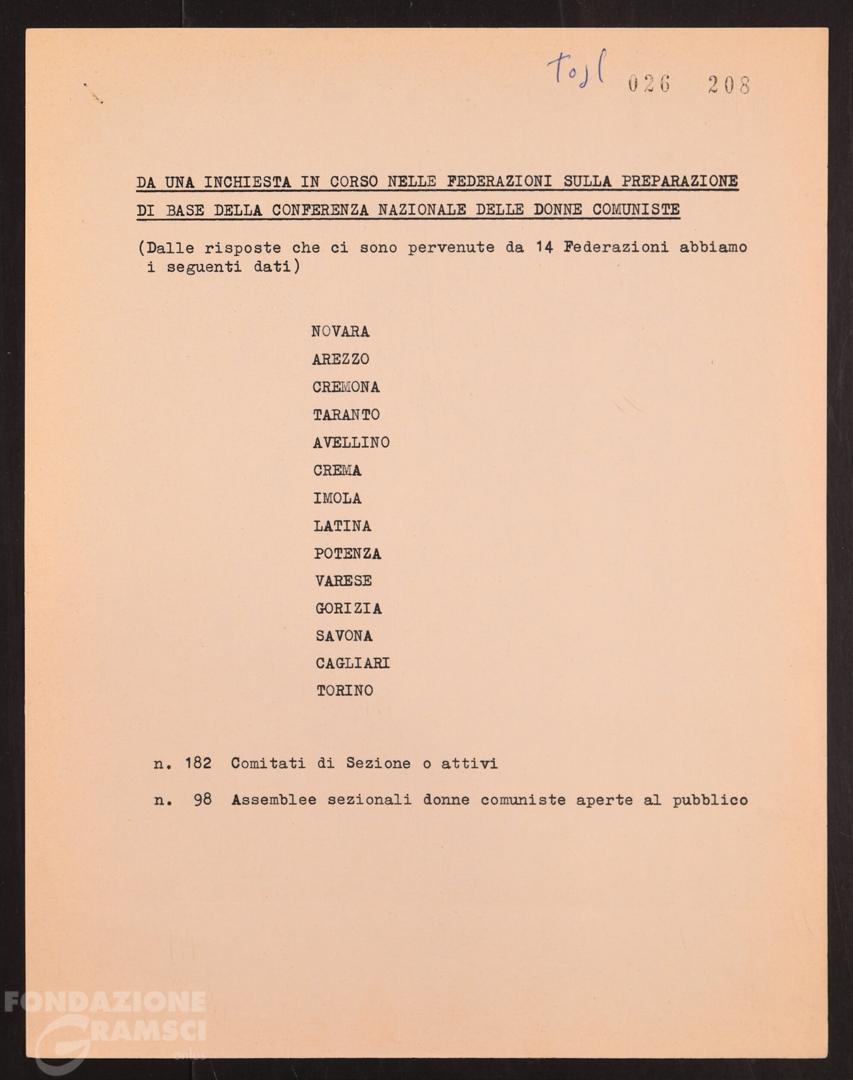 Togl 026 208
DA UNA INCHIESTA IN CORSO NELLE FEDERAZIONI SULLA PREPARAZIONE
DI BASE DELLA CONFERENZA NAZIONALE DELLE DONNE COMUNISTE
(Dalle risposte che ci sono pervenute da 14 Federazioni abbiamo
i seguenti dati)
NOVARA
AREZZO
CREMONA
TARANTO
AVELLINO
CREMA
IMOLA
LATINA
POTENZA
VARESE
GORIZIA
SAVONA
CAGLIARI
TORINO
n. 182 Comitati di Sezione o attivi
n. 98 Assemblee sezionali donne comuniste aperte al pubblico
FONDAZIONE
GRAMSCI
onlus